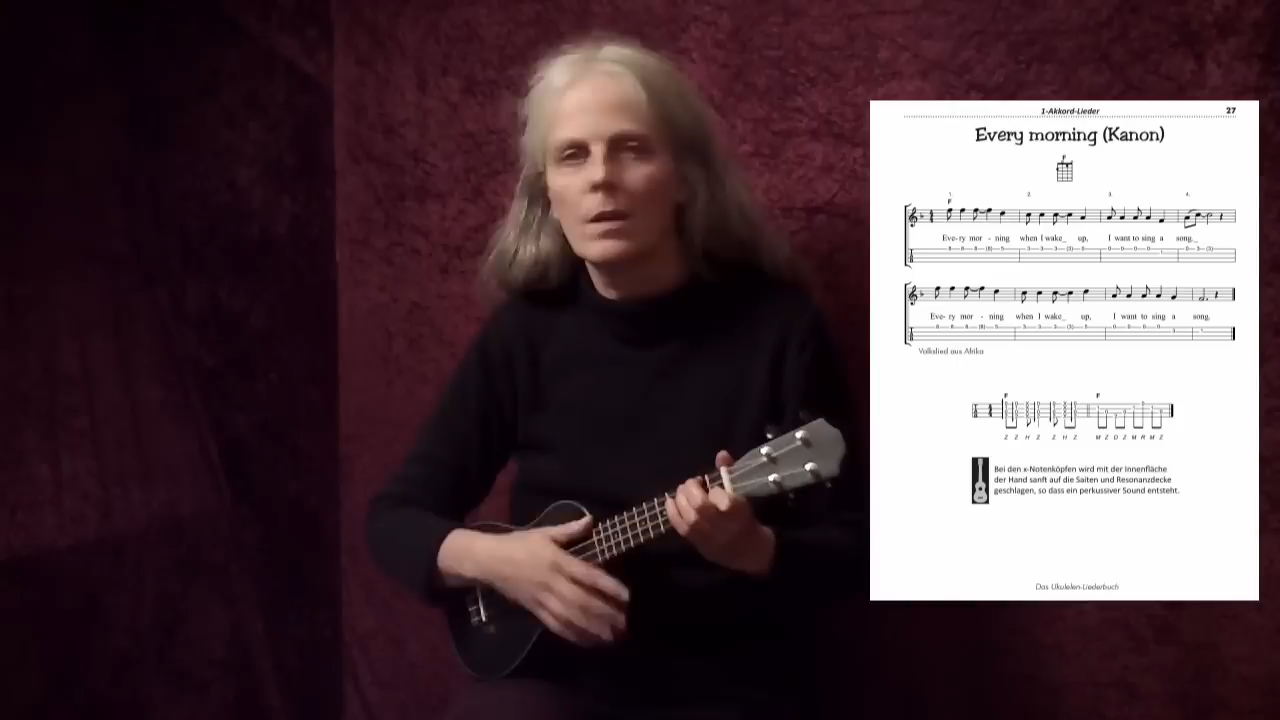 1-Akkord-Lieder 27
Every morning (Kanon)
F
1. 2. 3. 4.
F
Eve-ry mor - ning when I wake_ up, I want to sing a song._
Eve-ry mor - ning when I wake_ up, I want to sing a song.
Volkslied aus Afrika
F F
Z Z H Z Z H Z M Z D Z M R M Z
Bei den x-Notenköpfen wird mit der Innenfläche
der Hand sanft auf die Saiten und Resonanzdecke
geschlagen, so dass ein perkussiver Sound entsteht.
Das Ukulelen-Liederbuch